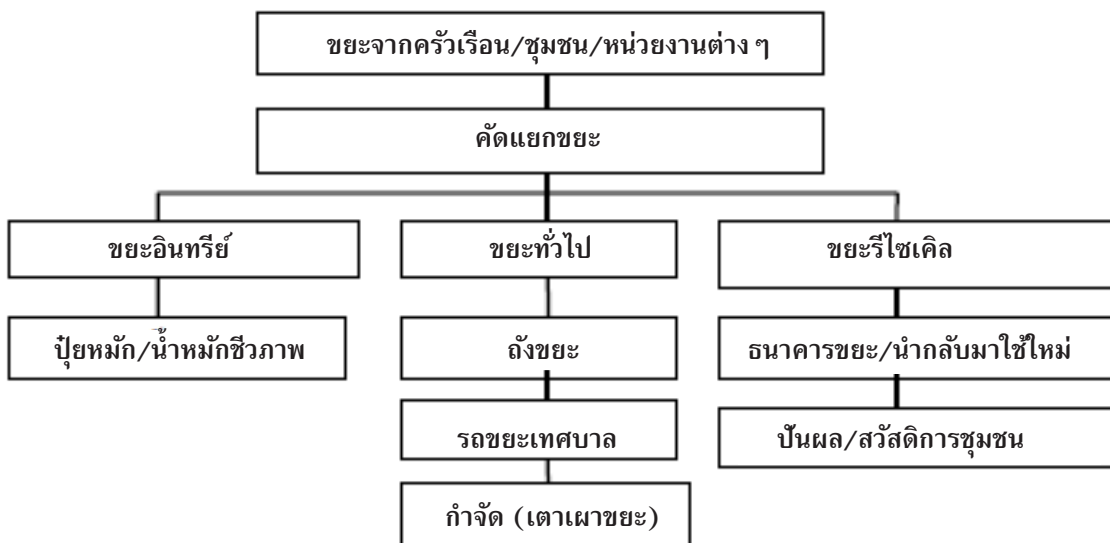 ขยะจากครัวเรือน/ชุมชน/หน่วยงานต่าง ๆ
คัดแยกขยะ
ขยะอินทรีย์
ขยะทั่วไป
ขยะรีไซเคิล
ปุ๋ยหมัก/น้ำหมักชีวภาพ
ถังขยะ
ธนาคารขยะ/นำกลับมาใช้ใหม่
รถขยะเทศบาล
ปันผล/สวัสดิการชุมชน
กำจัด (เตาเผาขยะ)